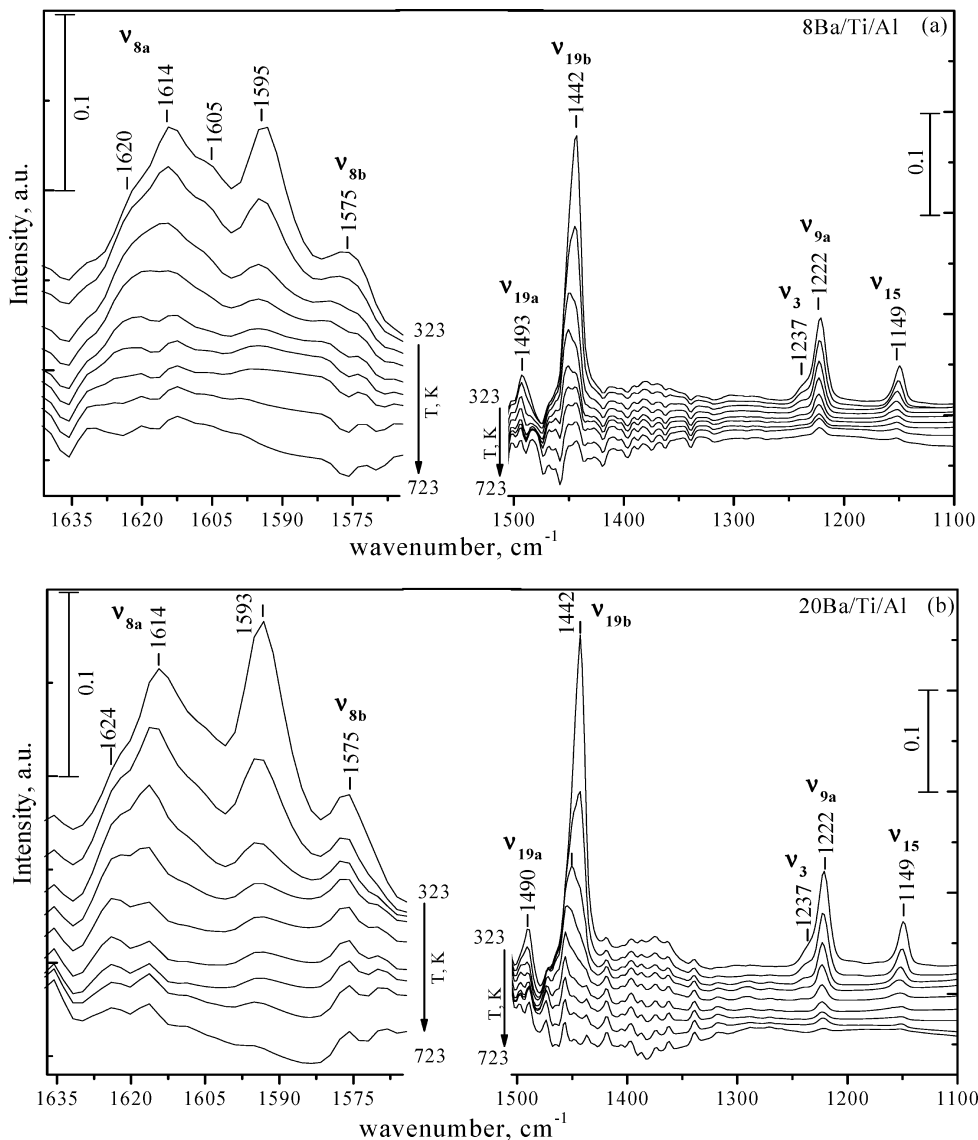 8Ba/Ti/Al (a)
ν8a
1620
1614
1605
1595
ν8b
1575
0.1
ν19b
1442
ν19a
1493
0.1
ν9a
1222
ν3
1237
ν15
1149
Intensity, a.u.
323
T, K
723
323
T, K
723
1635 1620 1605 1590 1575 1500 1400 1300 1200 1100
wavenumber, cm-1
20Ba/Ti/Al (b)
ν8a
1624
1614
1593
ν8b
1575
0.1
1442
ν19b
ν19a
1490
0.1
ν9a
1222
ν3
1237
ν15
1149
Intensity, a.u.
323
T, K
723
323
T, K
723
1635 1620 1605 1590 1575 1500 1400 1300 1200 1100
wavenumber, cm-1